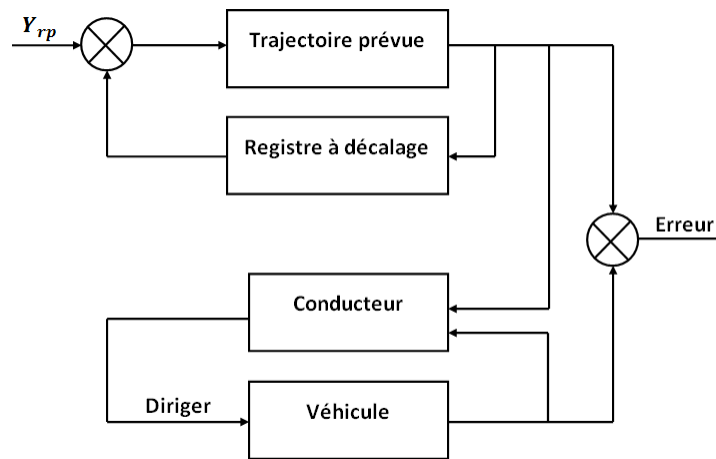 Y_rp
Trajectoire prévue
Registre à décalage
Erreur
Conducteur
Diriger
Véhicule